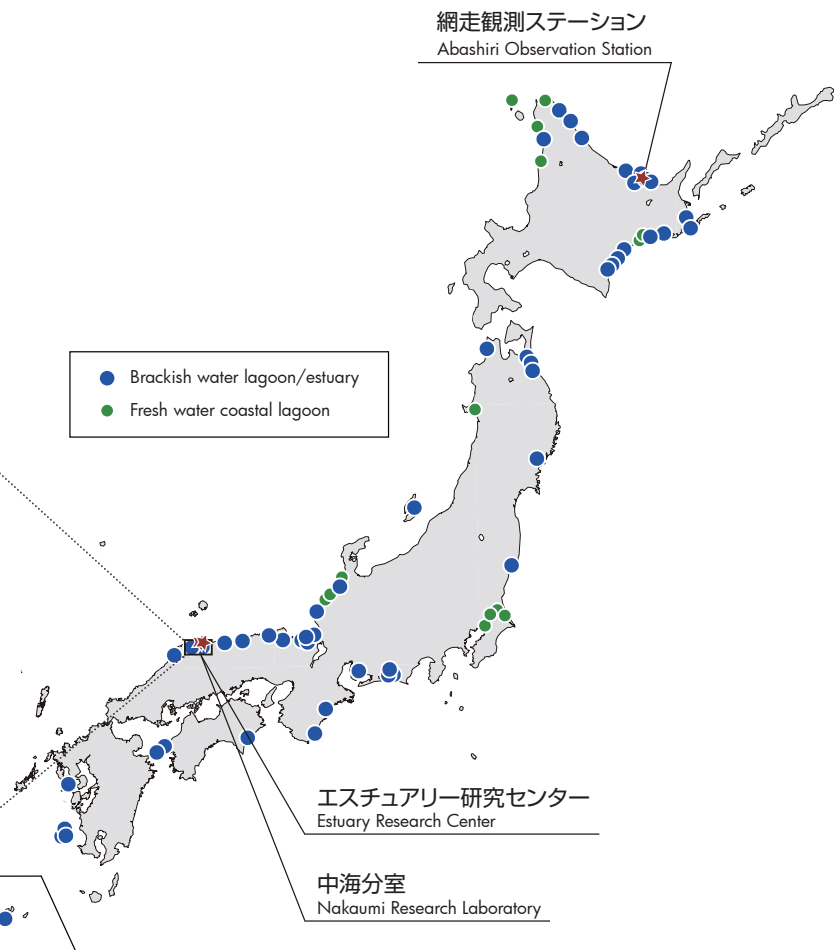 網走観測ステーション
Abashiri Observation Station
Brackish water lagoon/estuary
Fresh water coastal lagoon
エスチュアリー研究センター
Estuary Research Center
中海分室
Nakaumi Research Laboratory